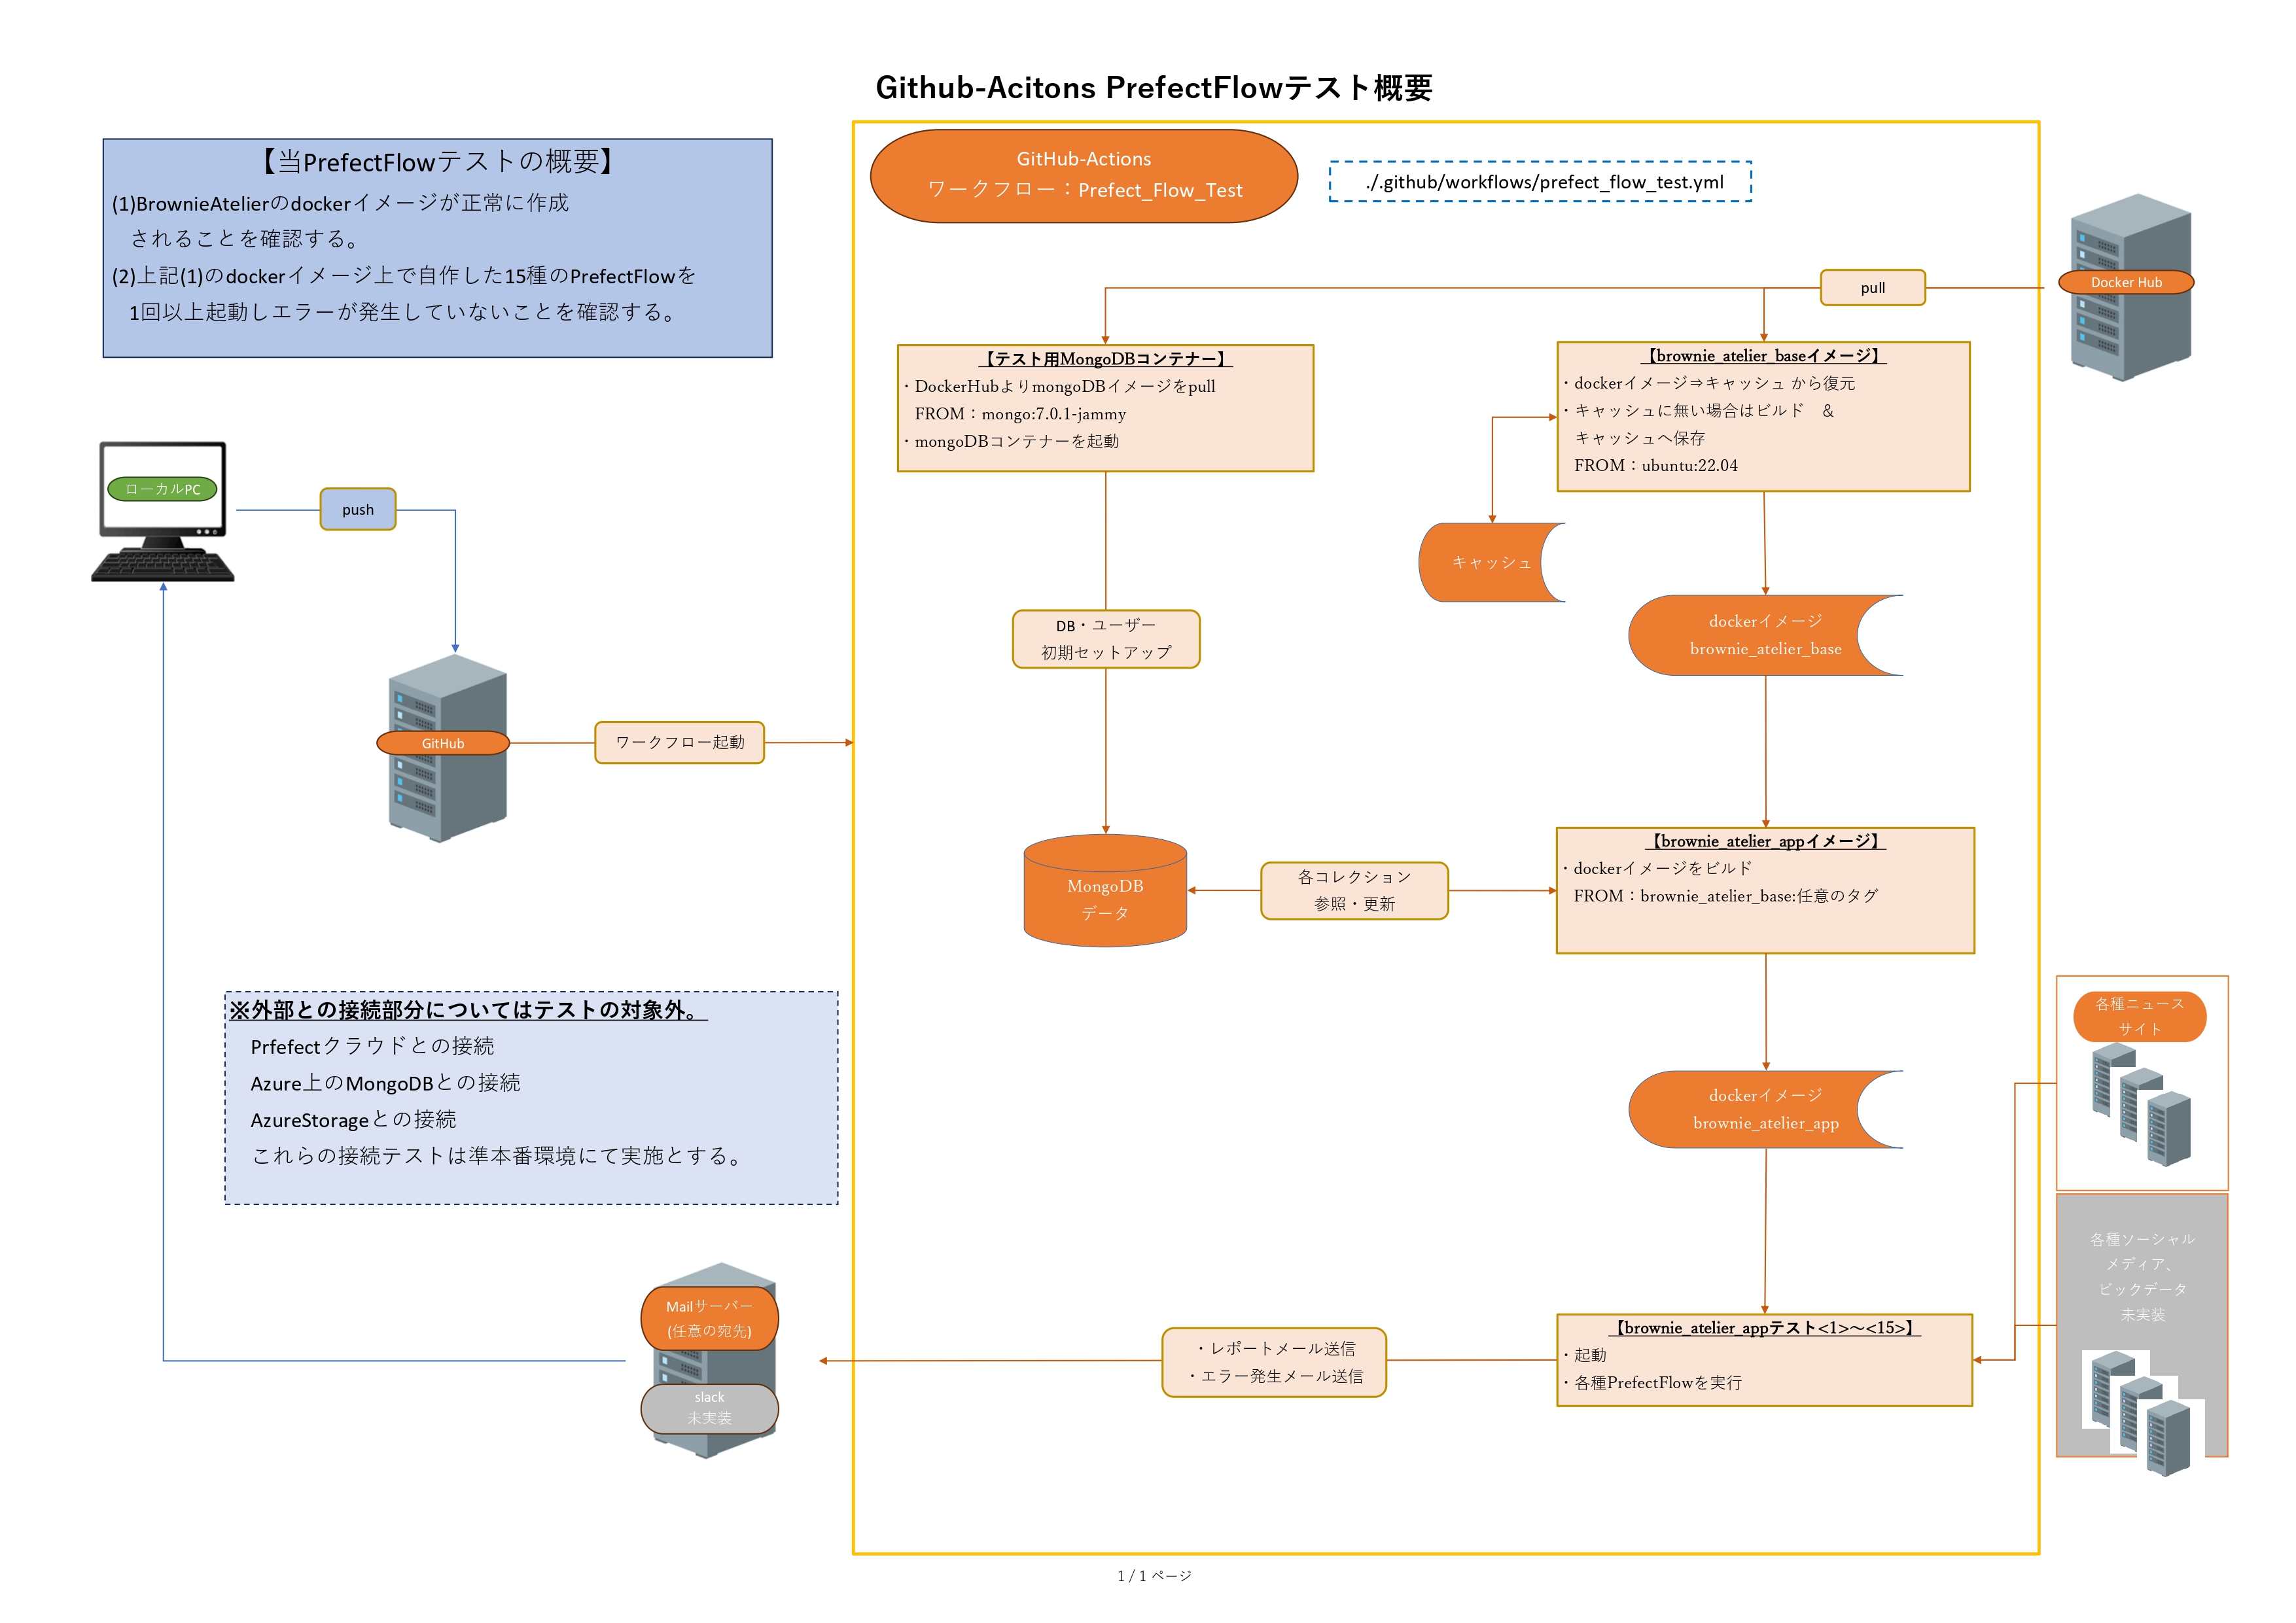 Github-Acitons PrefectFlowテスト概要
【当PrefectFlowテストの概要】
(1)BrownieAtelierのdockerイメージが正常に作成
されることを確認する。
(2)上記(1)のdockerイメージ上で自作した15種のPrefectFlowを
1回以上起動しエラーが発生していないことを確認する。
GitHub-Actions
ワークフロー：Prefect_Flow_Test
./.github/workflows/prefect_flow_test.yml
Docker Hub
pull
【テスト用MongoDBコンテナー】
・DockerHubよりmongoDBイメージをpull
FROM：mongo:7.0.1-jammy
・mongoDBコンテナーを起動
【brownie_atelier_baseイメージ】
・dockerイメージ⇒キャッシュ から復元
・キャッシュに無い場合はビルド　&
キャッシュへ保存
FROM：ubuntu:22.04
ローカルPC
push
キャッシュ
DB・ユーザー
初期セットアップ
dockerイメージ
brownie_atelier_base
GitHub
ワークフロー起動
MongoDB
データ
各コレクション
参照・更新
【brownie_atelier_appイメージ】
・dockerイメージをビルド
FROM：brownie_atelier_base:任意のタグ
※外部との接続部分についてはテストの対象外。
Prfefectクラウドとの接続
Azure上のMongoDBとの接続
AzureStorageとの接続
これらの接続テストは準本番環境にて実施とする。
各種ニュース
サイト
dockerイメージ
brownie_atelier_app
各種ソーシャル
メディア、
ビックデータ
未実装
Mailサーバー
(任意の宛先)
slack
未実装
・レポートメール送信
・エラー発生メール送信
【brownie_atelier_appテスト<1>～<15>】
・起動
・各種PrefectFlowを実行
1 / 1 ページ